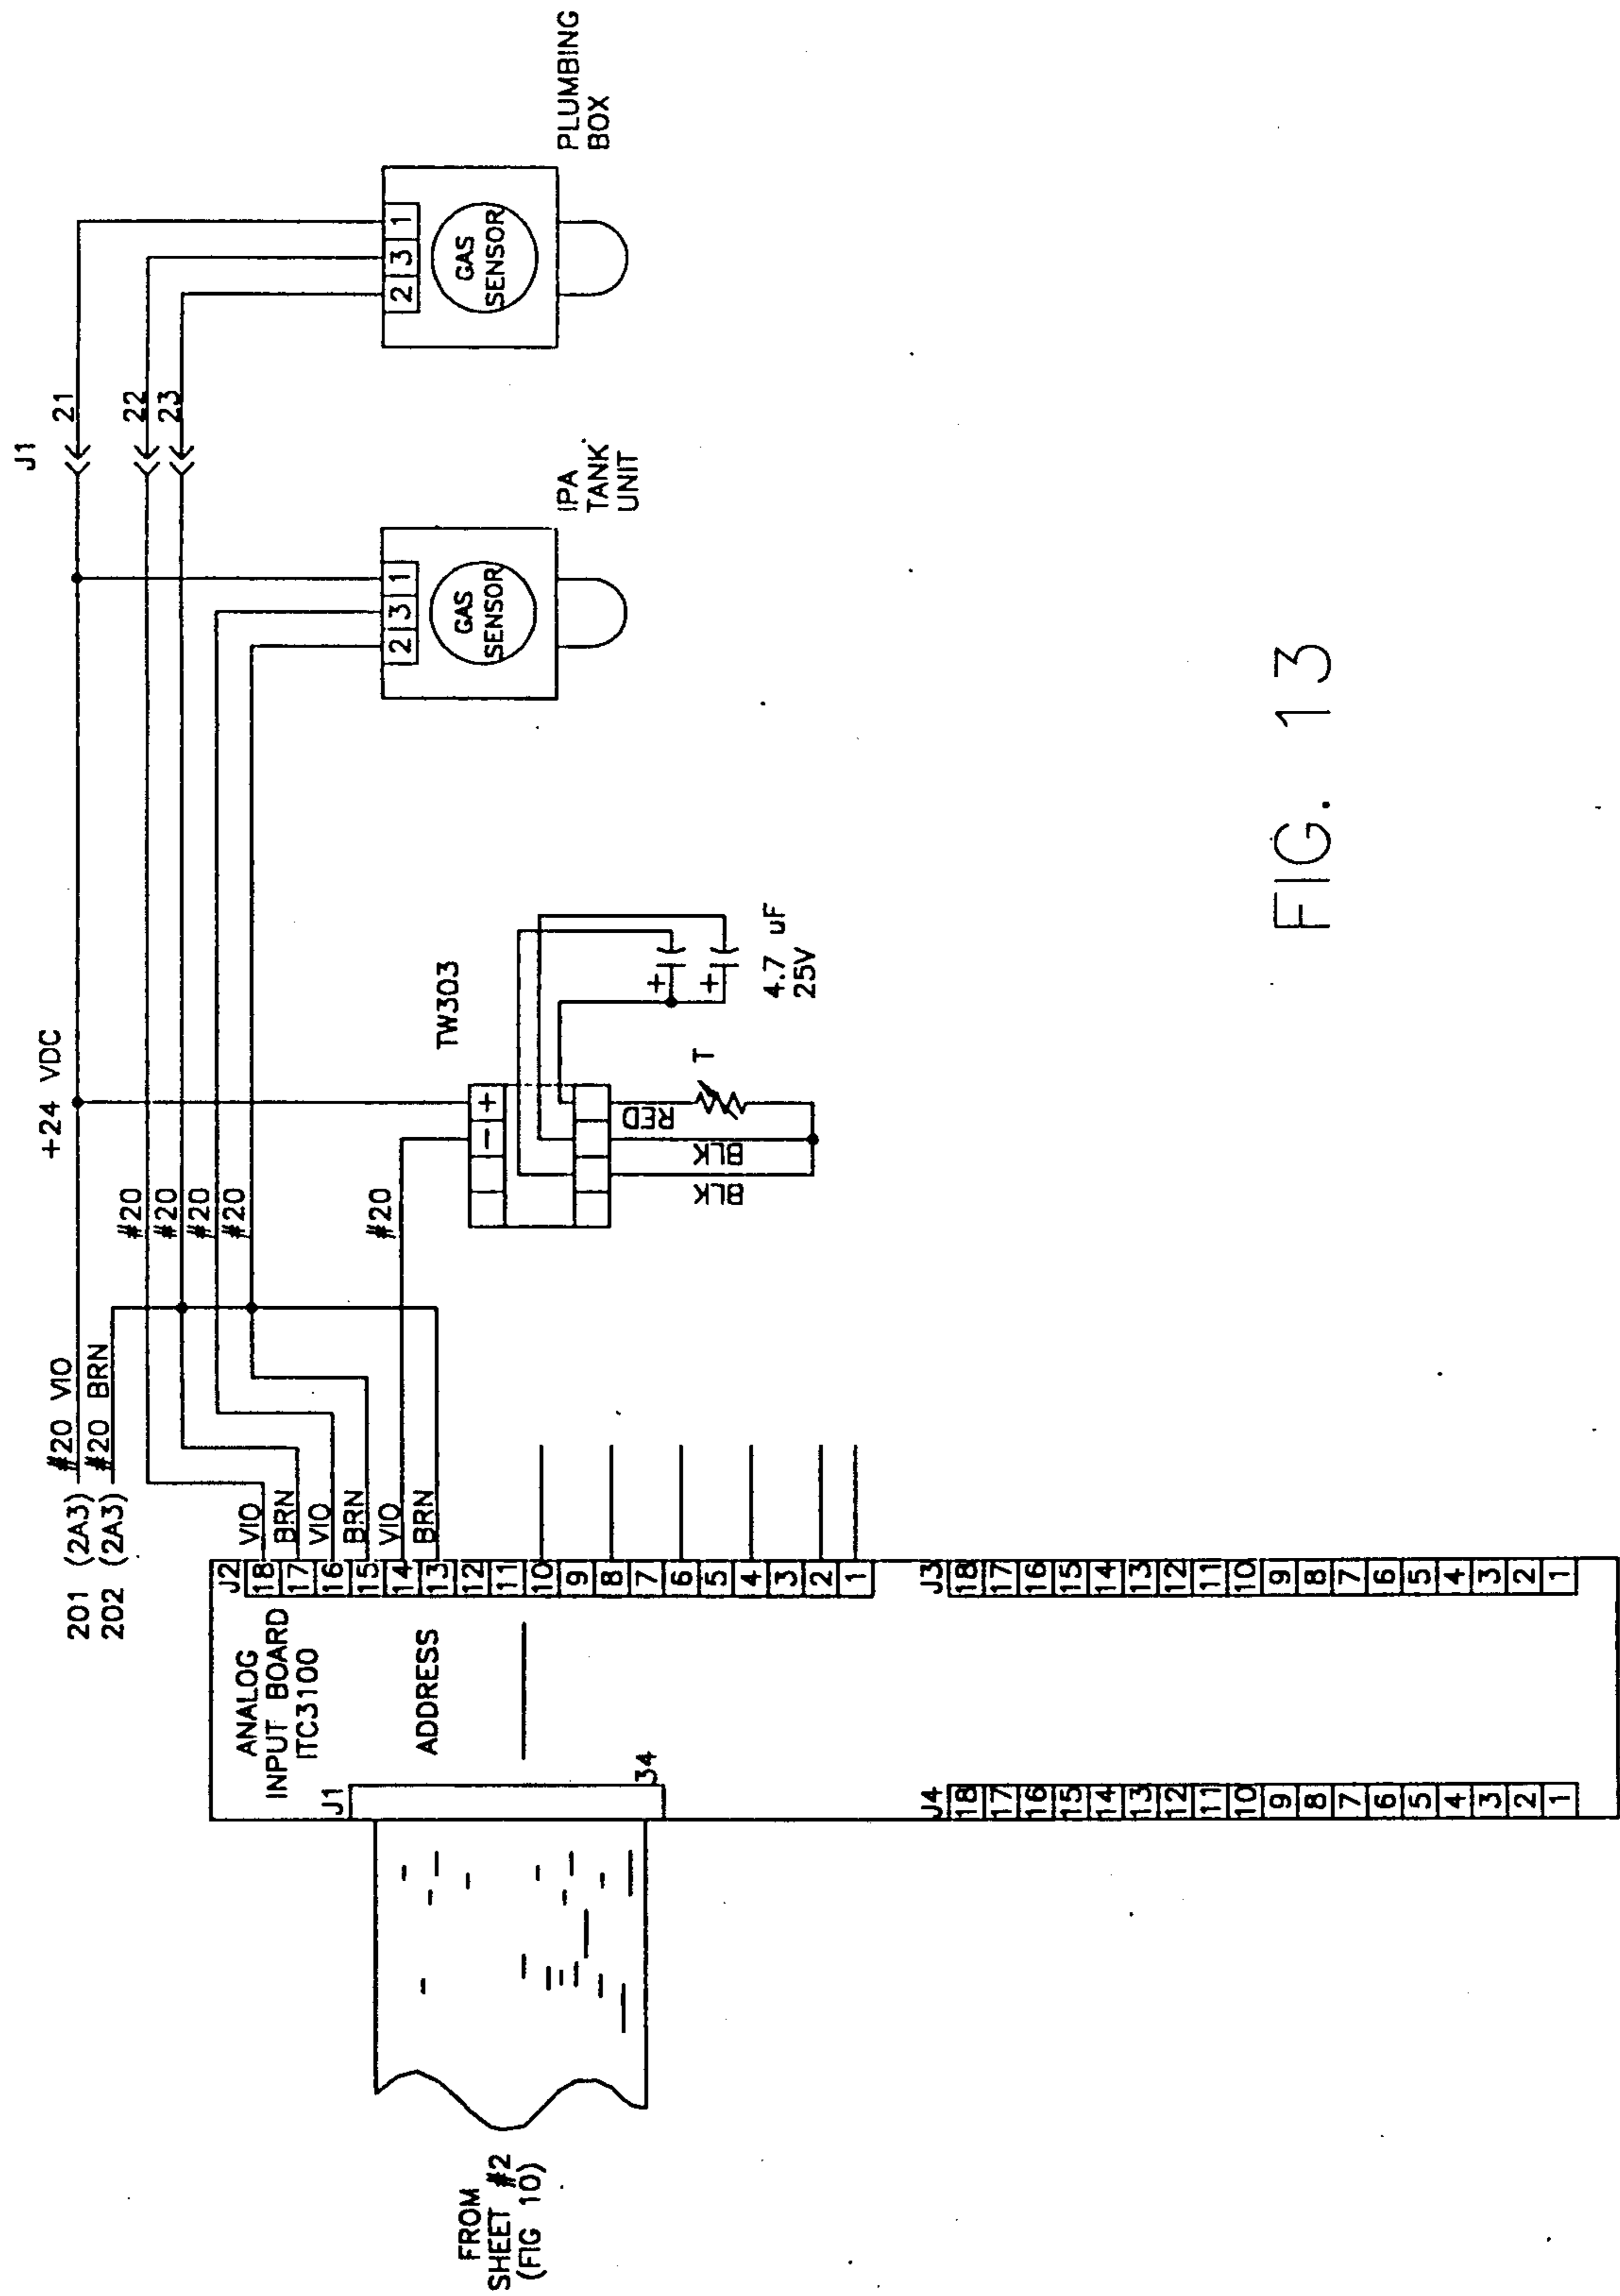 201 (2A3)
202 (2A3)
#20 VIO
#20 BRN
+24 VDC
J1
21
22
23
#20
#20
#20
#20
#20
VIO
BRN
VIO
BRN
VIO
BRN
ANALOG
INPUT BOARD
ITC3100
ADDRESS
J1
34
J2
18
17
16
15
14
13
12
11
10
9
8
7
6
5
4
3
2
1
J3
18
17
16
15
14
13
12
11
10
9
8
7
6
5
4
3
2
1
J4
18
17
16
15
14
13
12
11
10
9
8
7
6
5
4
3
2
1
FROM
SHEET #2
(FIG 10)
TW303
- +
RED
BLK
BLK
T
+
+
4.7 uF
25V
2 3 1
GAS
SENSOR
IPA
TANK
UNIT
2 3 1
GAS
SENSOR
PLUMBING
BOX
FIG. 13